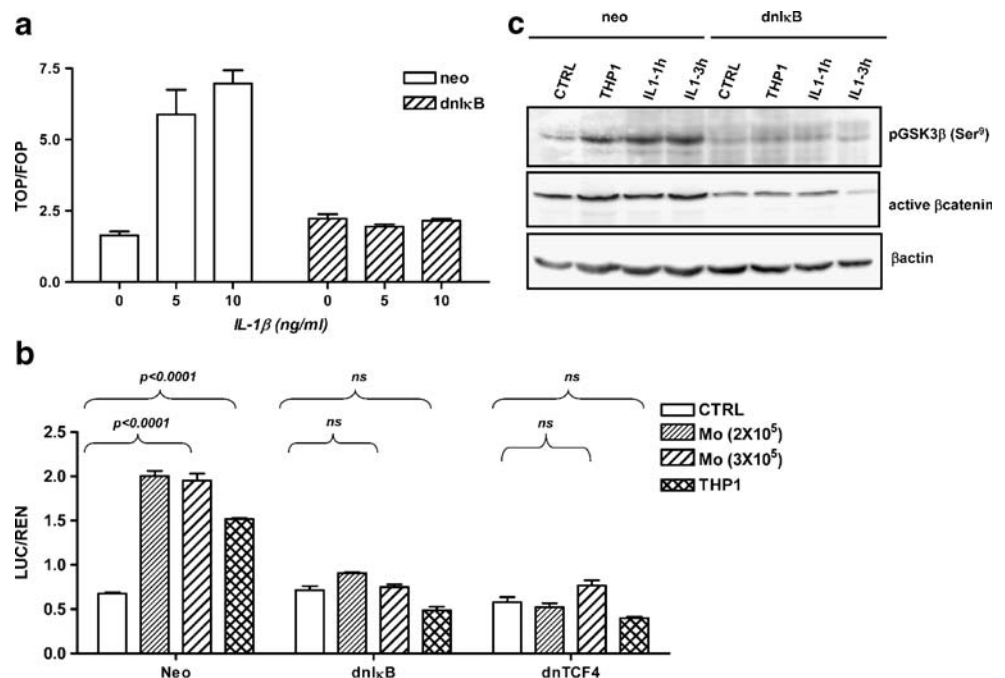 a
7.5
5.0
2.5
0.0
TOP/FOP
neo
dnIκB
0 5 10 0 5 10
IL-1β (ng/ml)
c
neo dnIκB
CTRL THP1 IL1-1h IL1-3h CTRL THP1 IL1-1h IL1-3h
pGSK3β (Ser⁹)
active βcatenin
βactin
b
p<0.0001 ns ns
p<0.0001 ns ns
CTRL
Mo (2X10⁵)
Mo (3X10⁵)
THP1
2.0
1.5
1.0
0.5
0.0
LUC/REN
Neo dnIκB dnTCF4